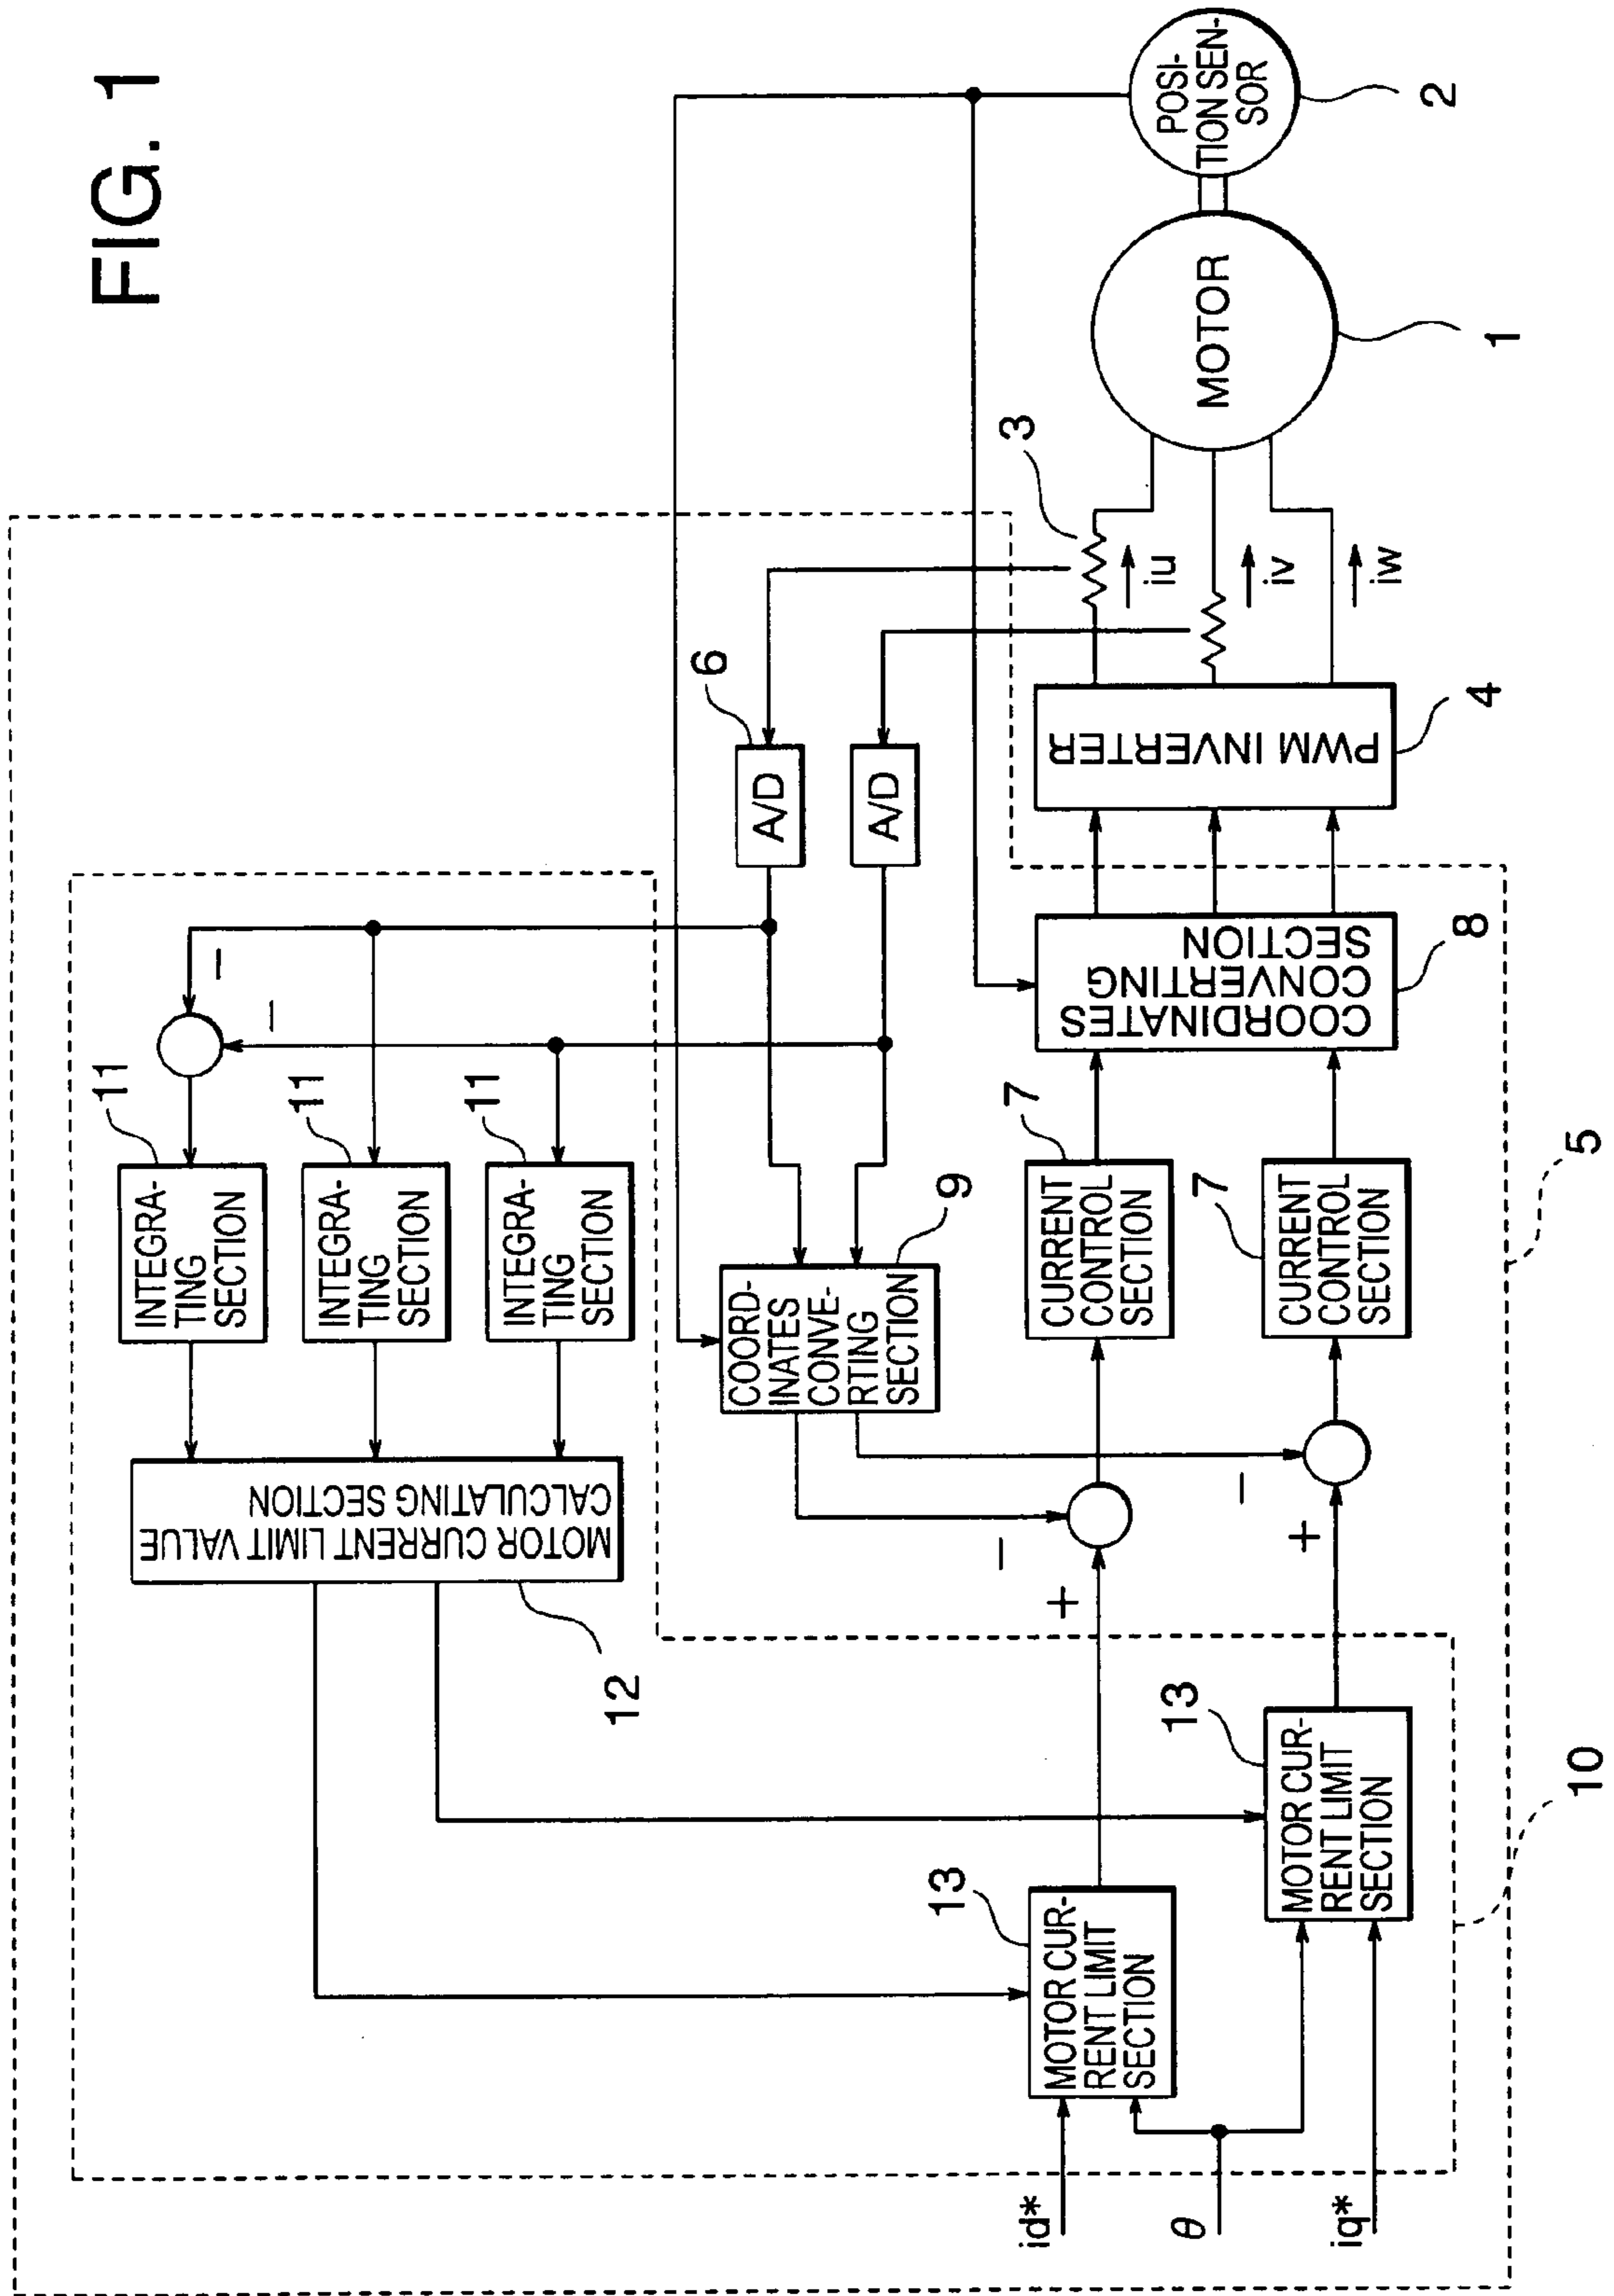 FIG. 1
11
INTEGRA-
TING
SECTION
11
INTEGRA-
TING
SECTION
11
INTEGRA-
TING
SECTION
MOTOR CURRENT LIMIT VALUE
CALCULATING SECTION
12
6
A/D
A/D
COORD-
INATES
CONVE-
RTING
SECTION
9
−
−
id*
θ
iq*
13
MOTOR CUR-
RENT LIMIT
SECTION
13
MOTOR CUR-
RENT LIMIT
SECTION
+
−
+
−
7
CURRENT
CONTROL
SECTION
7
CURRENT
CONTROL
SECTION
COORDINATES
CONVERTING
SECTION
8
PWM INVERTER
4
3
iu
iv
iw
MOTOR
1
POSI-
TION SEN-
SOR
2
5
10